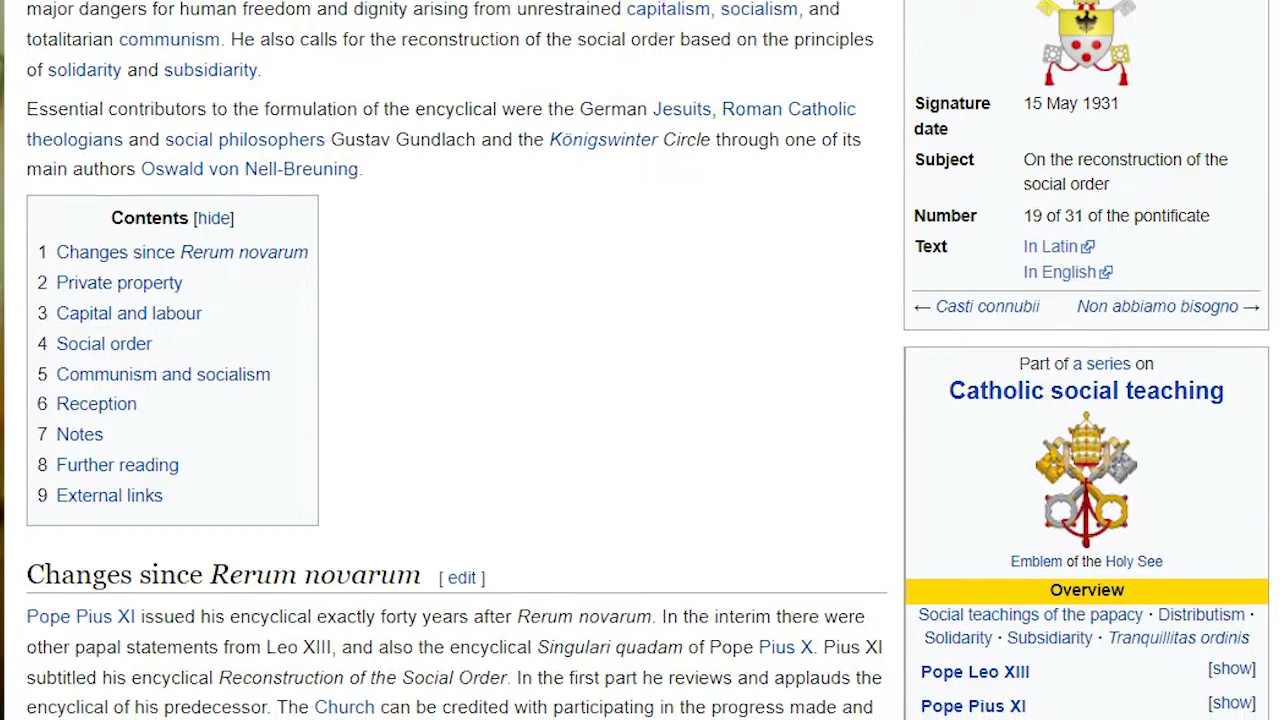 major dangers for human freedom and dignity arising from unrestrained capitalism, socialism, and
totalitarian communism. He also calls for the reconstruction of the social order based on the principles
of solidarity and subsidiarity.
Essential contributors to the formulation of the encyclical were the German Jesuits, Roman Catholic
theologians and social philosophers Gustav Gundlach and the Königswinter Circle through one of its
main authors Oswald von Nell-Breuning.
Contents [hide]
1 Changes since Rerum novarum
2 Private property
3 Capital and labour
4 Social order
5 Communism and socialism
6 Reception
7 Notes
8 Further reading
9 External links
Changes since Rerum novarum [ edit ]
Pope Pius XI issued his encyclical exactly forty years after Rerum novarum. In the interim there were
other papal statements from Leo XIII, and also the encyclical Singulari quadam of Pope Pius X. Pius XI
subtitled his encyclical Reconstruction of the Social Order. In the first part he reviews and applauds the
encyclical of his predecessor. The Church can be credited with participating in the progress made and
Signature date 15 May 1931
Subject On the reconstruction of the
social order
Number 19 of 31 of the pontificate
Text In Latin
In English
← Casti connubii Non abbiamo bisogno →
Part of a series on
Catholic social teaching
Emblem of the Holy See
Overview
Social teachings of the papacy · Distributism ·
Solidarity · Subsidiarity · Tranquillitas ordinis
Pope Leo XIII [show]
Pope Pius XI [show]